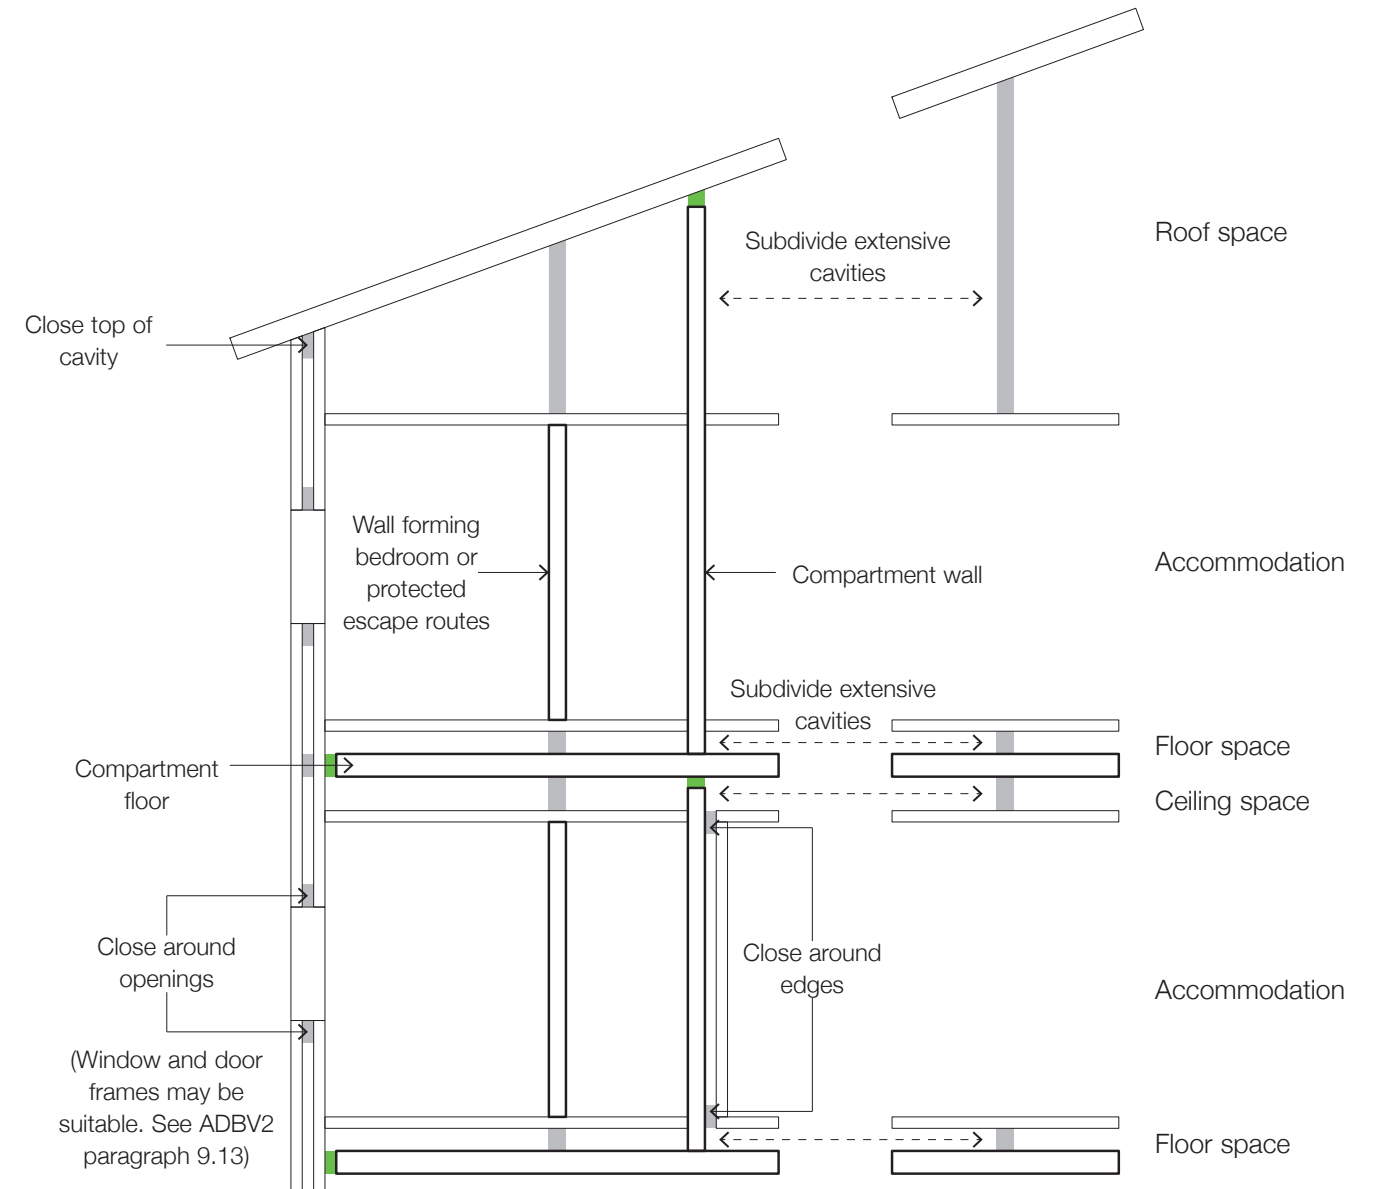 Roof space
Subdivide extensive
cavities
Close top of
cavity
Wall forming
bedroom or
protected
escape routes
Compartment wall
Accommodation
Subdivide extensive
cavities
Floor space
Compartment
floor
Ceiling space
Close around
openings
(Window and door
frames may be
suitable. See ADBV2
paragraph 9.13)
Close around
edges
Accommodation
Floor space